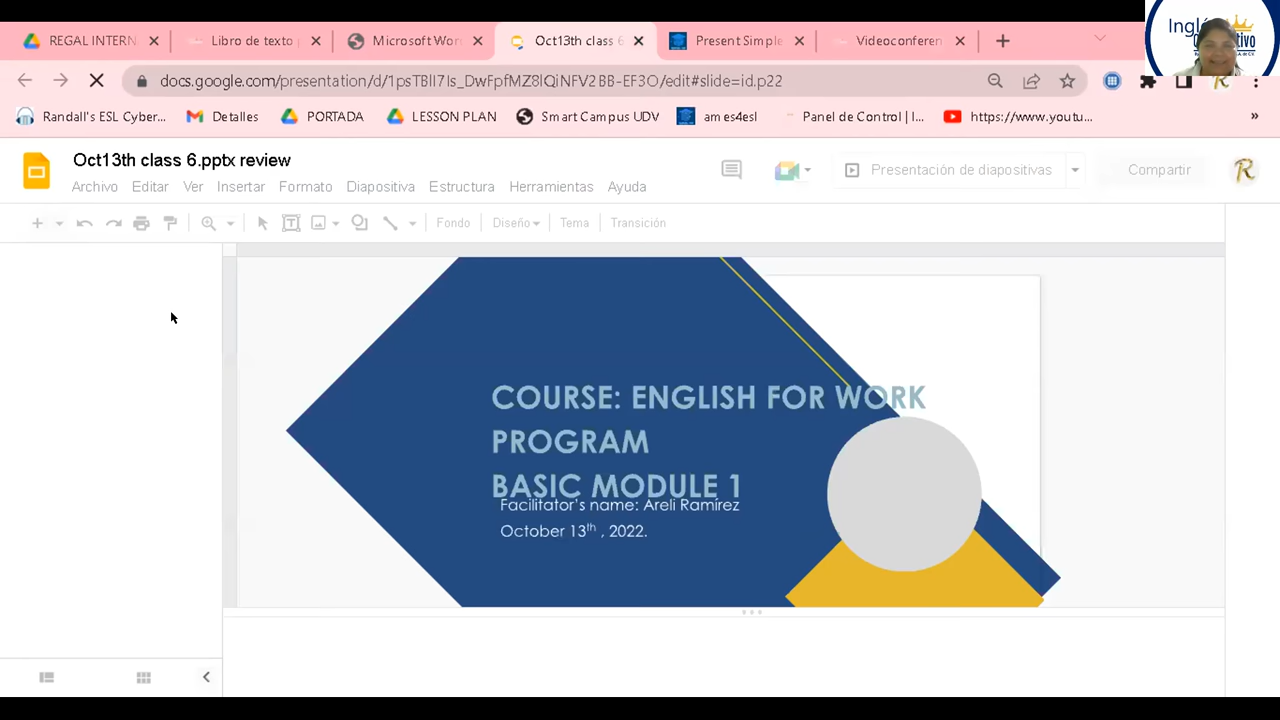 Inglés
REGAL INTERN
Libro de texto
Microsoft Wor
Oct13th class 6
Present Simple
Videoconferen
docs.google.com/presentation/d/1psTBlI7Is_DwFpfMZ8lQiNFV2BB-EF3O/edit#slide=id.p22
Randall's ESL Cyber...
Detalles
PORTADA
LESSON PLAN
Smart Campus UDV
am es4esl
Panel de Control | I...
https://www.youtu...
Oct13th class 6.pptx review
Archivo Editar Ver Insertar Formato Diapositiva Estructura Herramientas Ayuda
Presentación de diapositivas
Compartir
Fondo Diseño Tema Transición
COURSE: ENGLISH FOR WORK
PROGRAM
BASIC MODULE 1
Facilitator's name: Areli Ramírez
October 13th , 2022.